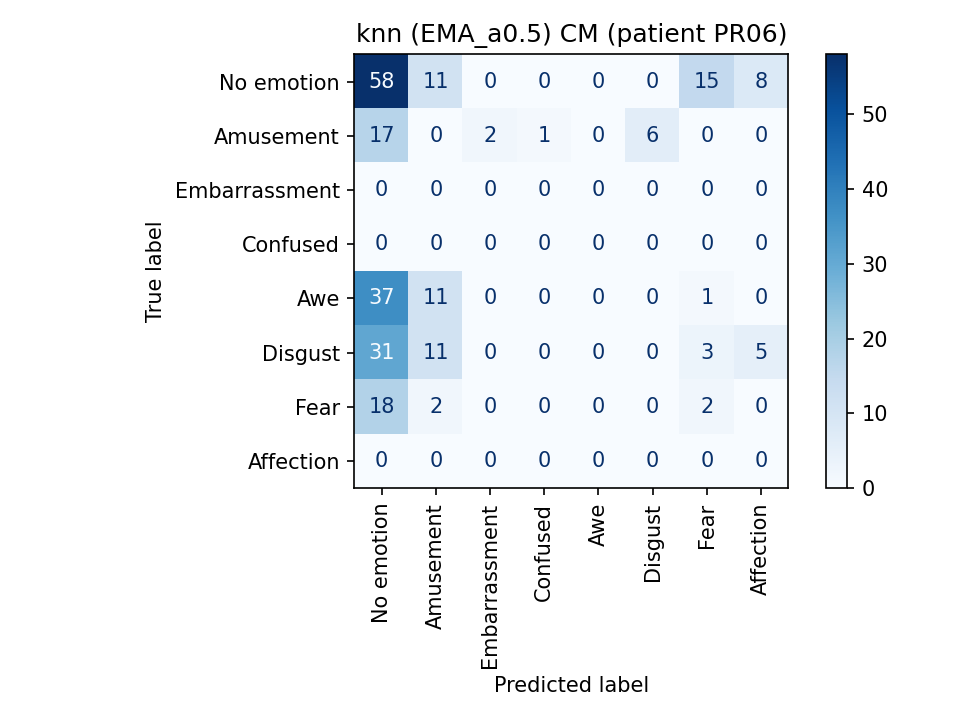 knn (EMA_a0.5) CM (patient PR06)
No emotion 58 11 0 0 0 0 15 8
Amusement 17 0 2 1 0 6 0 0
Embarrassment 0 0 0 0 0 0 0 0
Confused 0 0 0 0 0 0 0 0
Awe 37 11 0 0 0 0 1 0
Disgust 31 11 0 0 0 0 3 5
Fear 18 2 0 0 0 0 2 0
Affection 0 0 0 0 0 0 0 0
True label
No emotion
Amusement
Embarrassment
Confused
Awe
Disgust
Fear
Affection
Predicted label
50
40
30
20
10
0